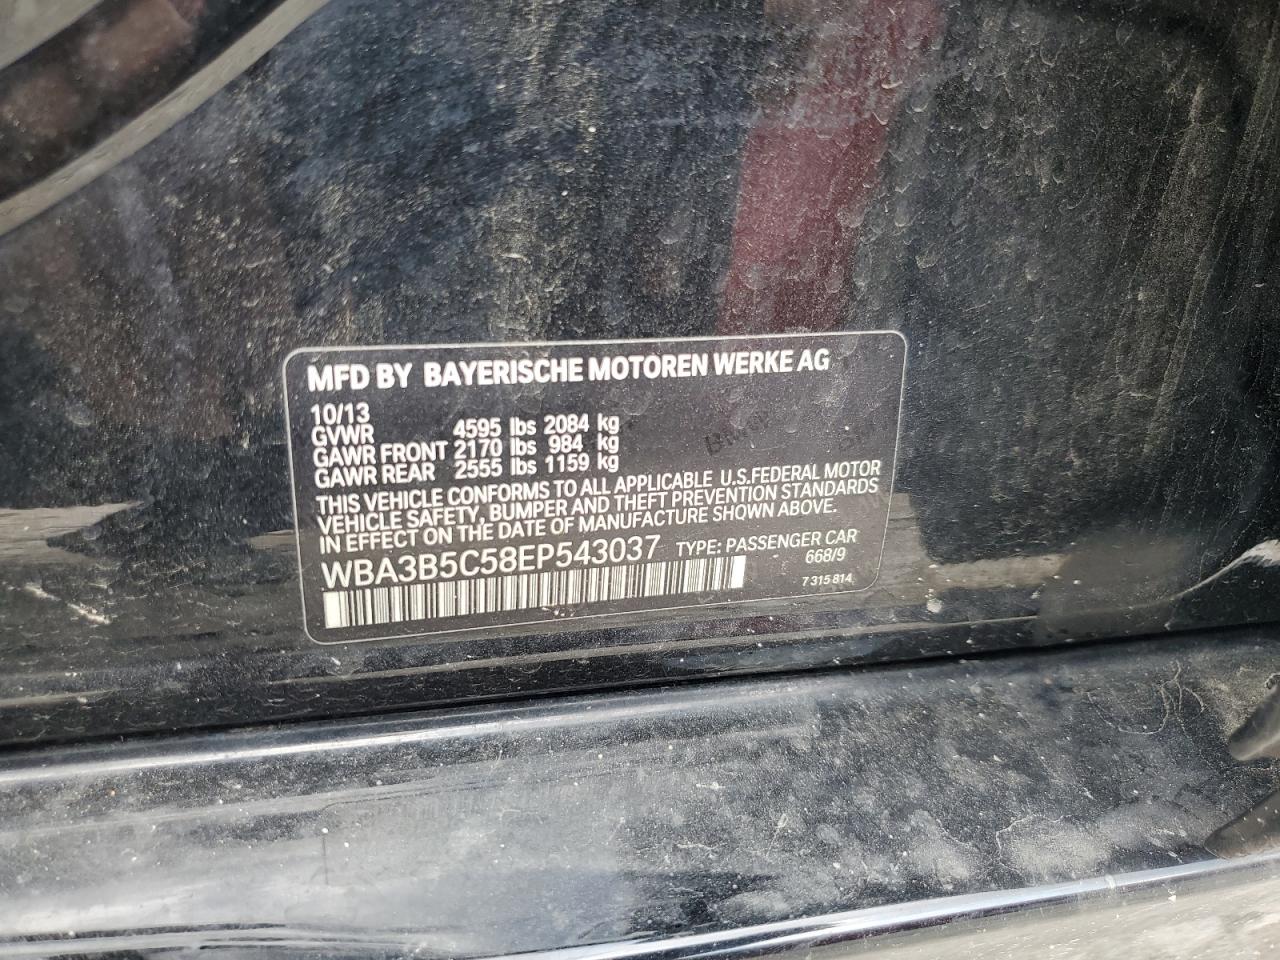 MFD BY BAYERISCHE MOTOREN WERKE AG
10/13
GVWR 4595 lbs 2084 kg
GAWR FRONT 2170 lbs 984 kg
GAWR REAR 2555 lbs 1159 kg
THIS VEHICLE CONFORMS TO ALL APPLICABLE U.S.FEDERAL MOTOR
VEHICLE SAFETY, BUMPER AND THEFT PREVENTION STANDARDS
IN EFFECT ON THE DATE OF MANUFACTURE SHOWN ABOVE.
WBA3B5C58EP543037 TYPE: PASSENGER CAR
668/9
7 315 814